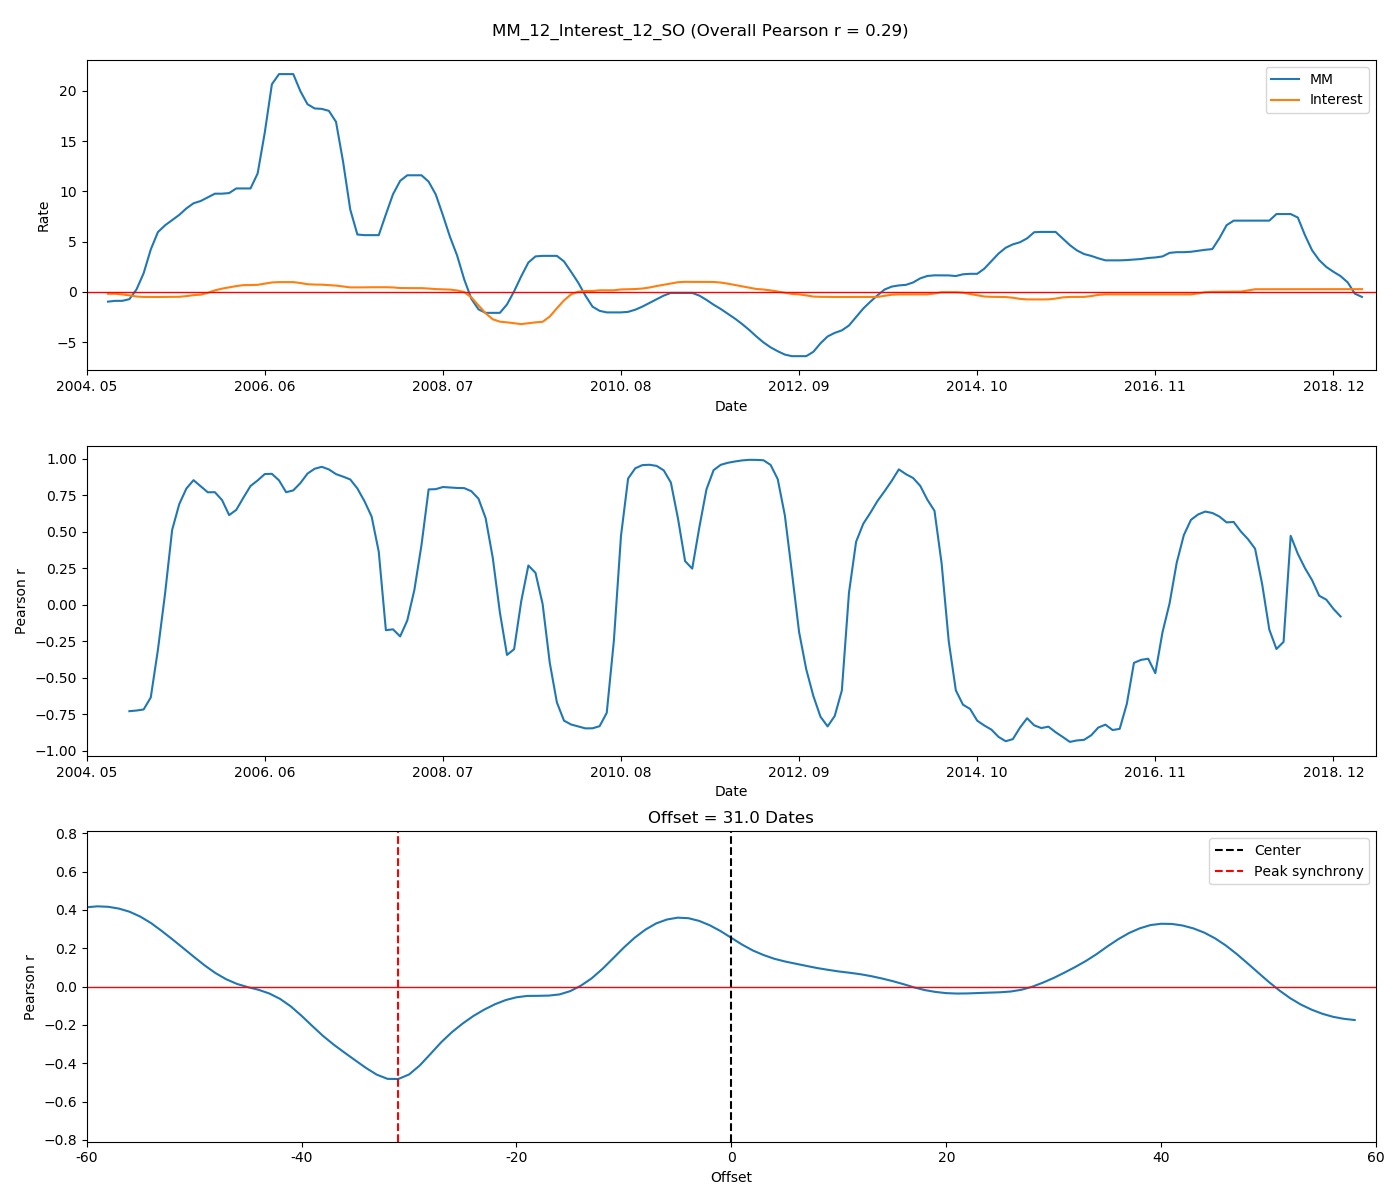 MM_12_Interest_12_SO (Overall Pearson r = 0.29)
MM
Interest
20
15
10
5
0
−5
Rate
2004. 05 2006. 06 2008. 07 2010. 08 2012. 09 2014. 10 2016. 11 2018. 12
Date
1.00
0.75
0.50
0.25
0.00
−0.25
−0.50
−0.75
−1.00
Pearson r
2004. 05 2006. 06 2008. 07 2010. 08 2012. 09 2014. 10 2016. 11 2018. 12
Date
Offset = 31.0 Dates
Center
Peak synchrony
0.8
0.6
0.4
0.2
0.0
−0.2
−0.4
−0.6
−0.8
Pearson r
-60 -40 -20 0 20 40 60
Offset